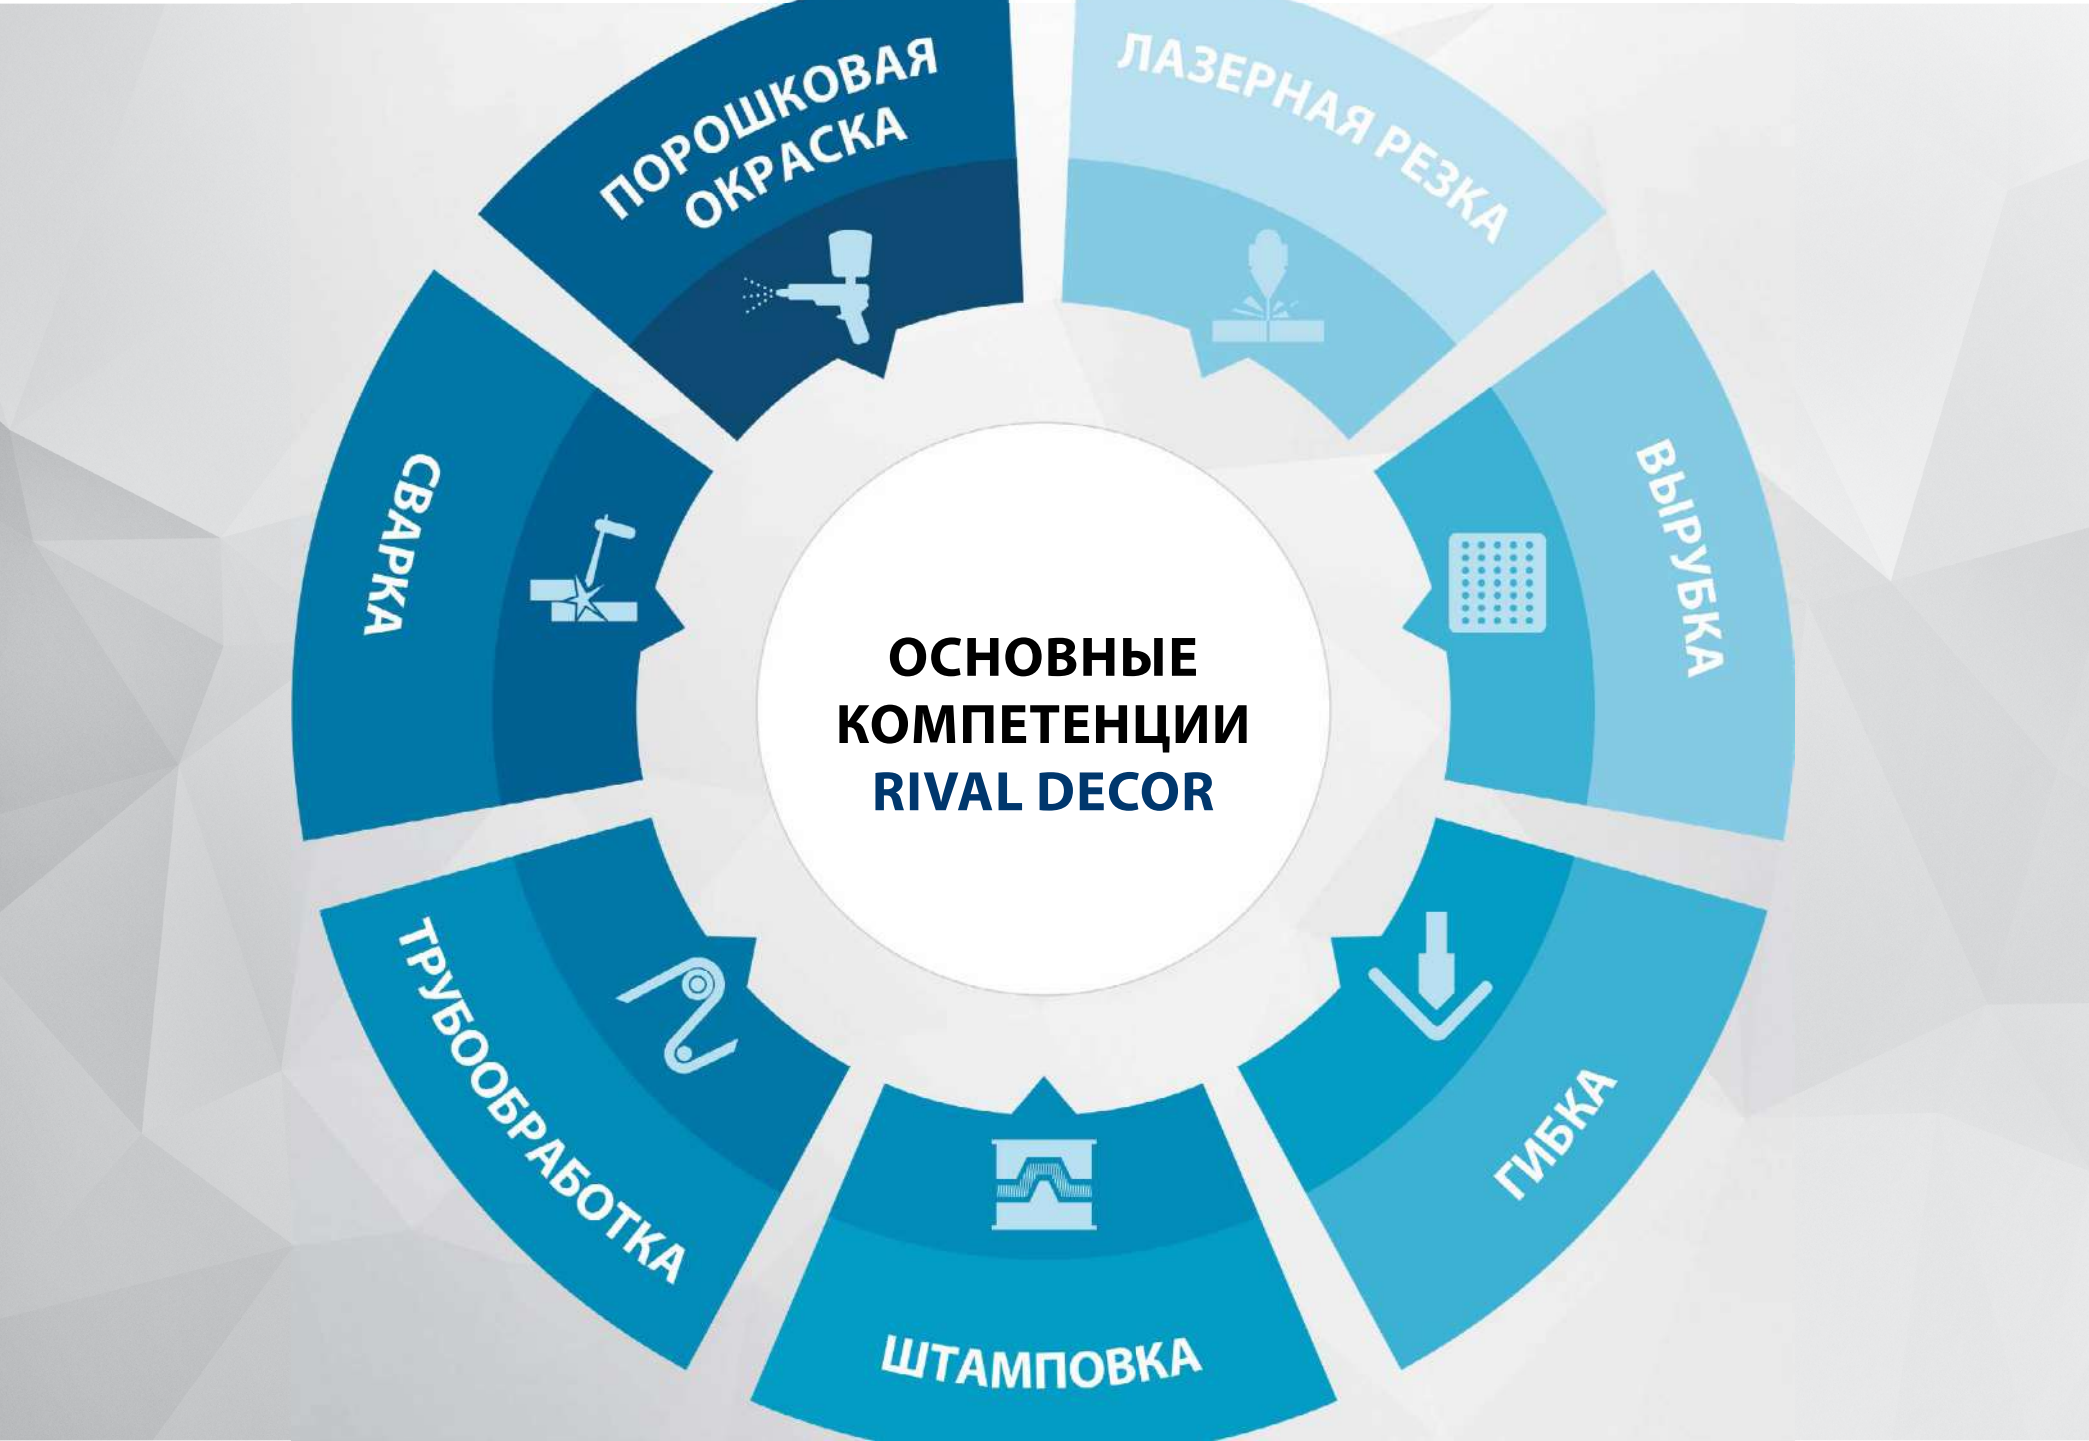 ОСНОВНЫЕ
КОМПЕТЕНЦИИ
RIVAL DECOR
ЛАЗЕРНАЯ РЕЗКА
ВЫРУБКА
ГИБКА
ШТАМПОВКА
ТРУБООБРАБОТКА
СВАРКА
ПОРОШКОВАЯ
ОКРАСКА